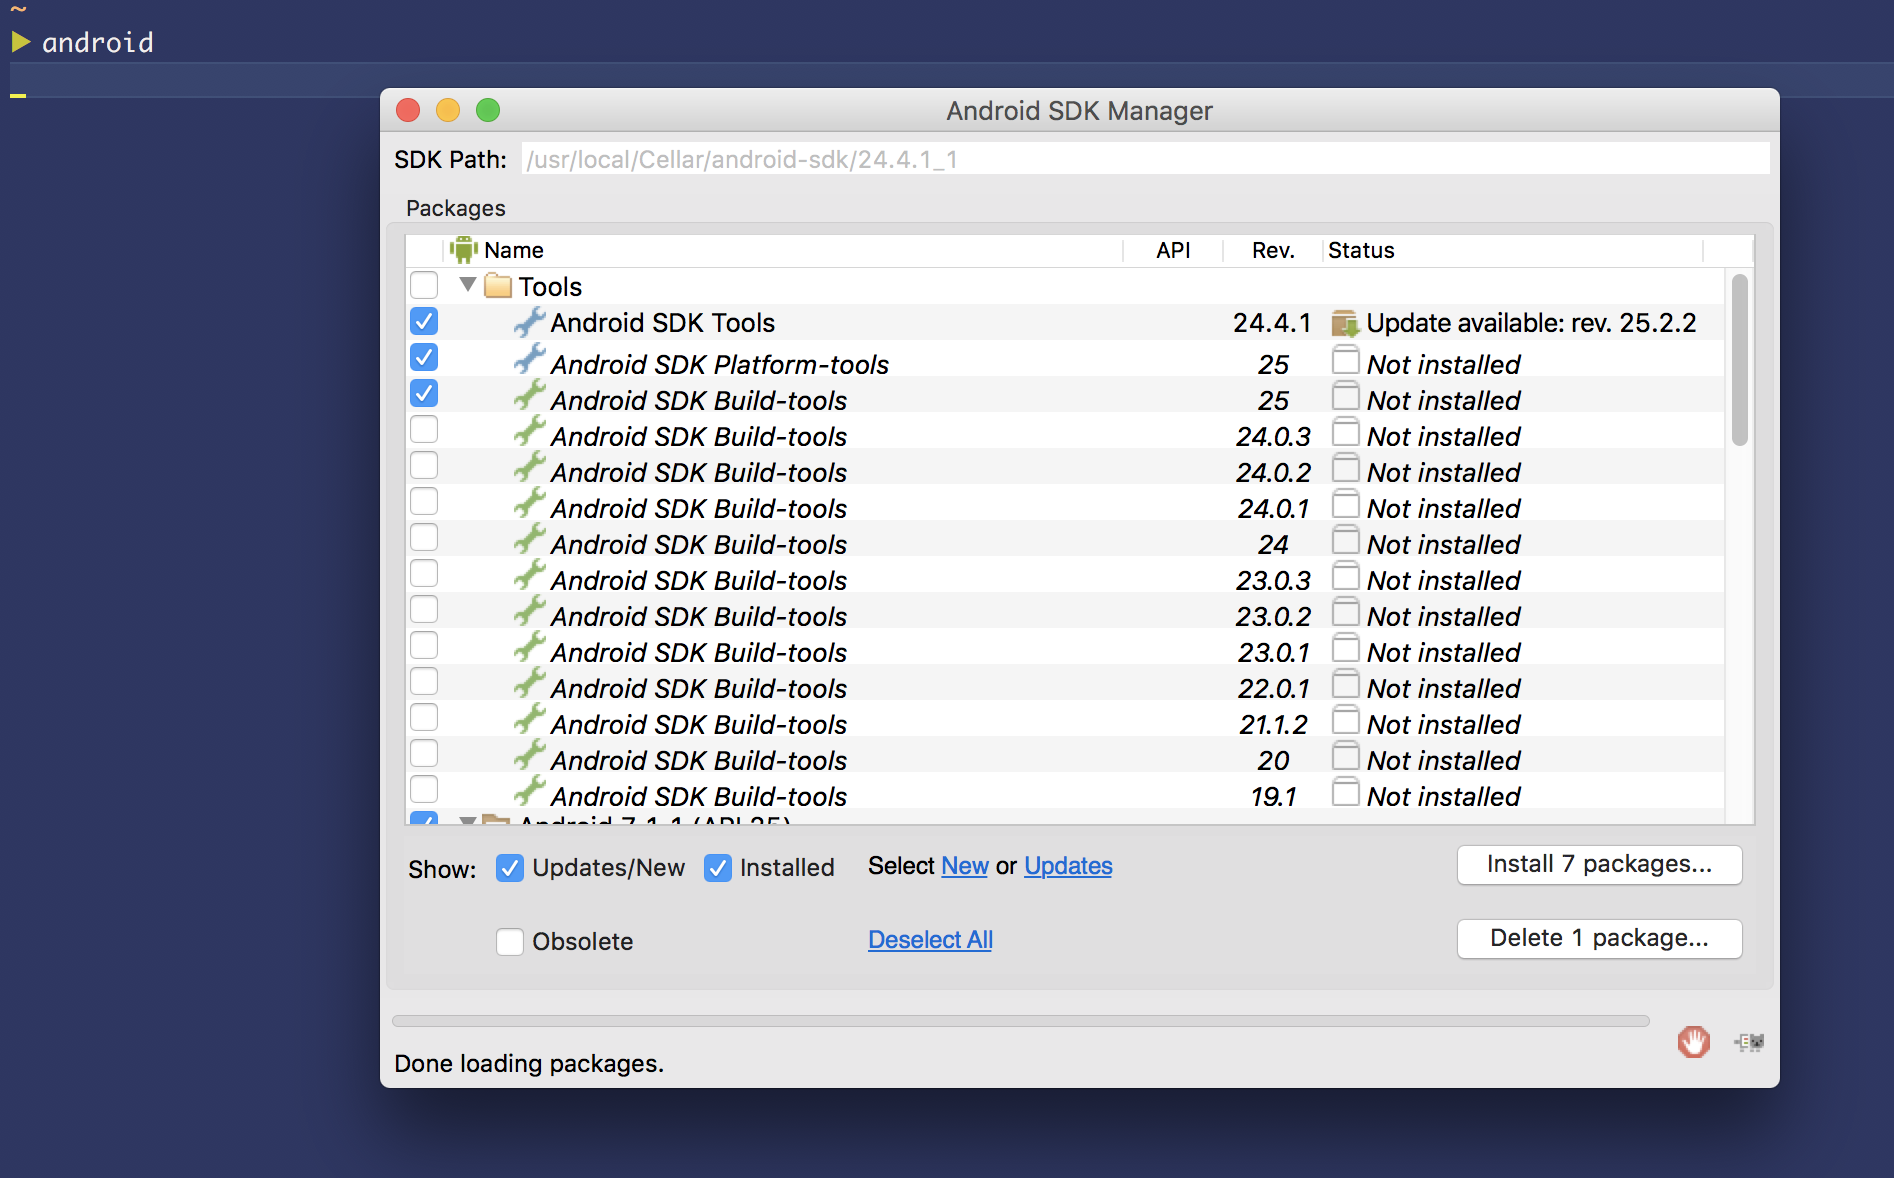 ~
android
Android SDK Manager
SDK Path: /usr/local/Cellar/android-sdk/24.4.1_1
Packages
Name API Rev. Status
Tools
Android SDK Tools 24.4.1 Update available: rev. 25.2.2
Android SDK Platform-tools 25 Not installed
Android SDK Build-tools 25 Not installed
Android SDK Build-tools 24.0.3 Not installed
Android SDK Build-tools 24.0.2 Not installed
Android SDK Build-tools 24.0.1 Not installed
Android SDK Build-tools 24 Not installed
Android SDK Build-tools 23.0.3 Not installed
Android SDK Build-tools 23.0.2 Not installed
Android SDK Build-tools 23.0.1 Not installed
Android SDK Build-tools 22.0.1 Not installed
Android SDK Build-tools 21.1.2 Not installed
Android SDK Build-tools 20 Not installed
Android SDK Build-tools 19.1 Not installed
Android 7.1.1 (API 25)
Show: Updates/New Installed Select New or Updates Install 7 packages...
Obsolete Deselect All Delete 1 package...
Done loading packages.